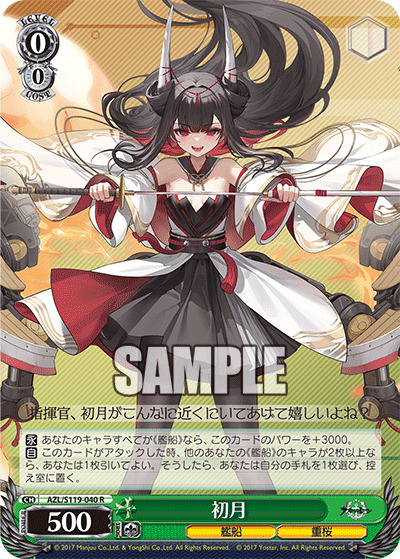 LEVEL
0
0
COST
SAMPLE
「指揮官、初月がこんなに近くにいてあげて嬉しいよね？」
永 あなたのキャラすべてが《艦船》なら、このカードのパワーを＋3000。
自 このカードがアタックした時、他のあなたの《艦船》のキャラが2枚以上なら、あなたは1枚引いてよい。そうしたら、あなたは自分の手札を1枚選び、控え室に置く。
CH AZL/S119-040 R
500
初月
艦船 重桜
© 2017 Manjuu Co.,Ltd. & YongShi Co.,Ltd. All Rights Reserved. © 2017 Yostar, Inc. All Rights Reserved.